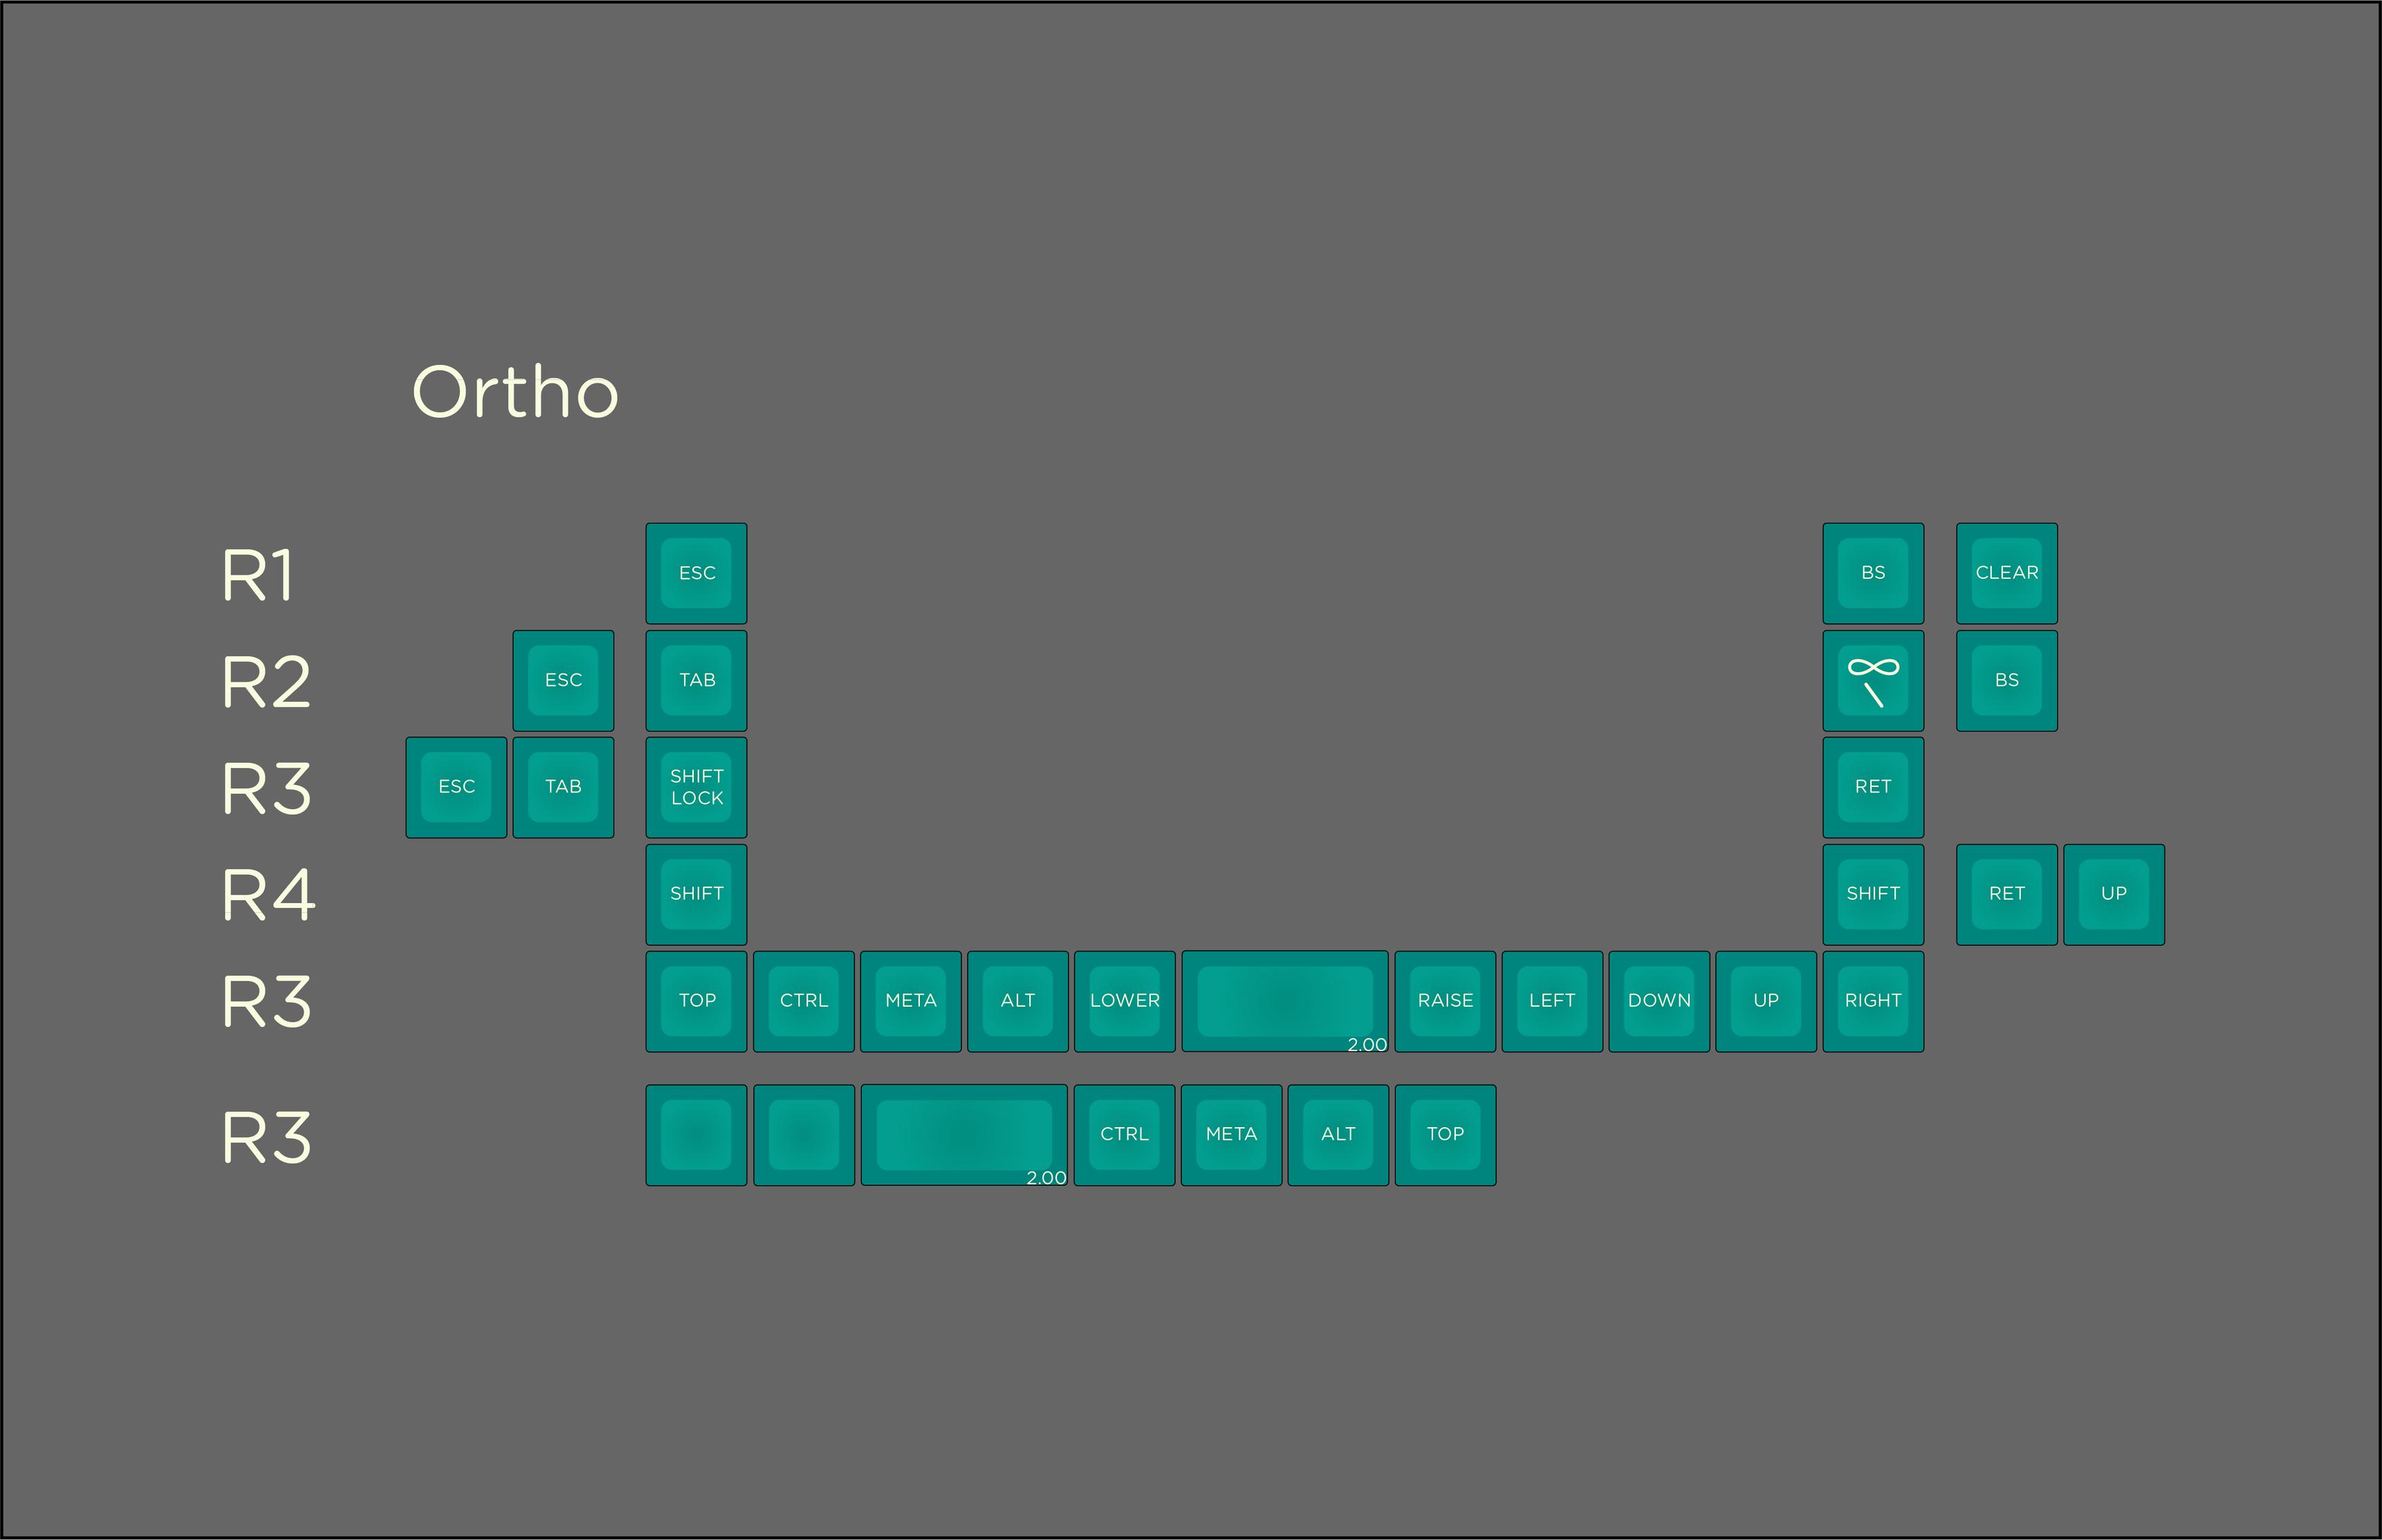 Ortho
R1 ESC BS CLEAR
R2 ESC TAB \ BS
R3 ESC TAB SHIFT LOCK RET
R4 SHIFT SHIFT RET UP
R3 TOP CTRL META ALT LOWER 2.00 RAISE LEFT DOWN UP RIGHT
R3 2.00 CTRL META ALT TOP